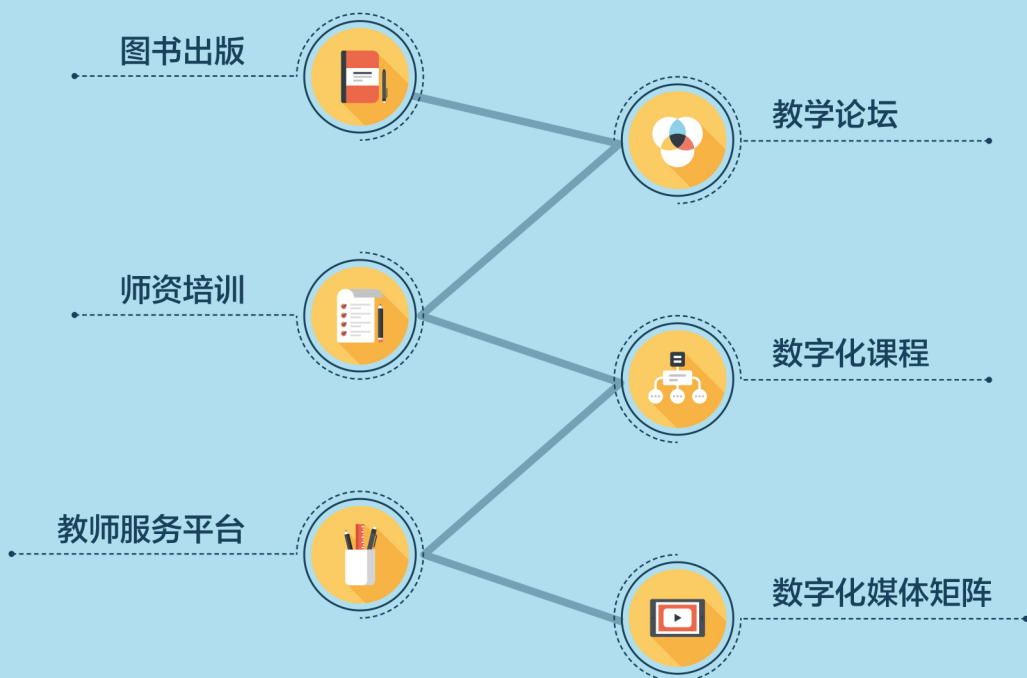 图书出版
教学论坛
师资培训
数字化课程
教师服务平台
数字化媒体矩阵